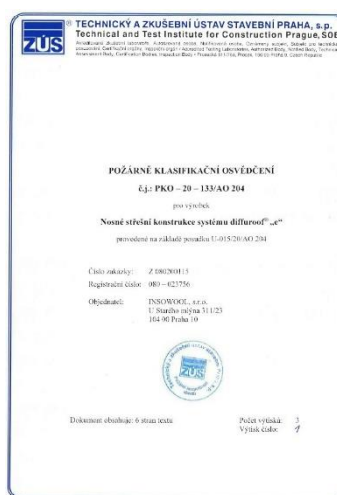 ZÚS
TECHNICKÝ A ZKUŠEBNÍ ÚSTAV STAVEBNÍ PRAHA, s.p.
Technical and Test Institute for Construction Prague, SOE
POŽÁRNĚ KLASIFIKAČNÍ OSVĚDČENÍ
č.j.: PKO – 20 – 133/AO 204
pro výrobek
Nosné střešní konstrukce systému diffuroof® „e“
provedené na základě posudku U-015/20/AO 204
Číslo zakázky: Z 080200113
Registrační číslo: 080 – 023756
Objednatel: INSOWOOL, s.r.o.
U Starého mlýna 311/23
104 00 Praha 10
ZÚS
Dokument obsahuje: 6 stran textu
Počet výtisků: 3
Výtisk číslo: 1